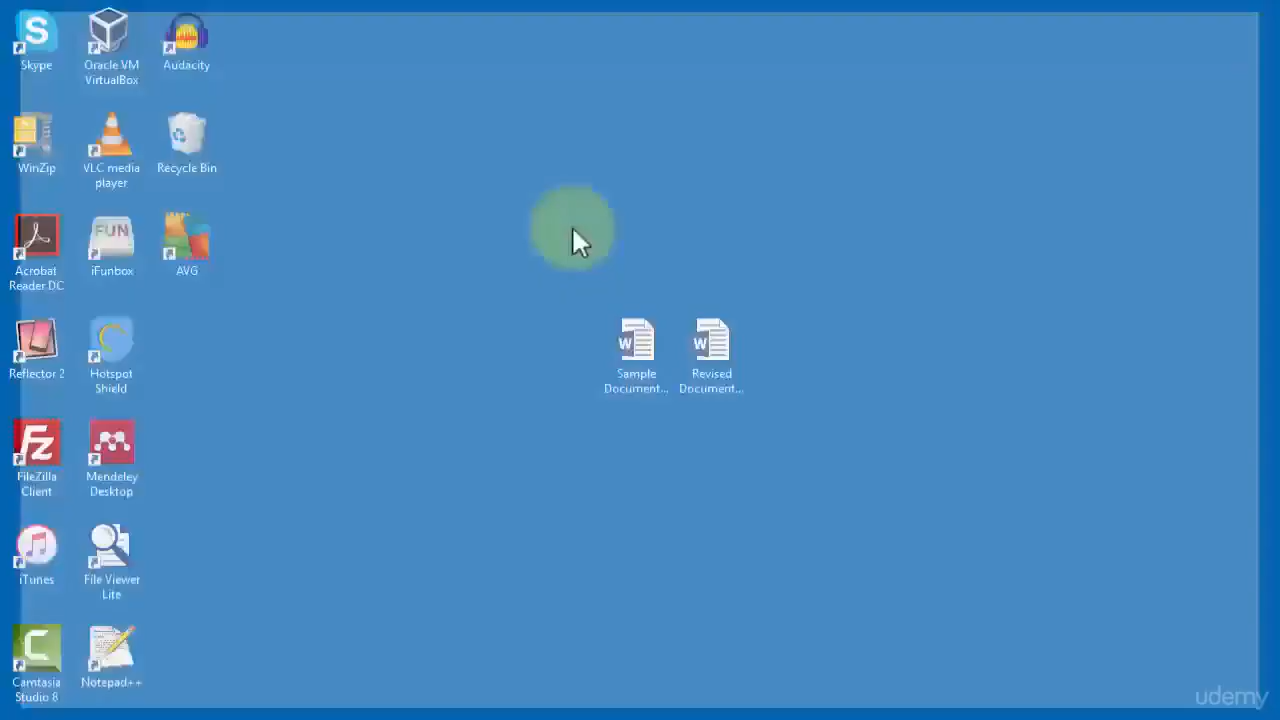 Skype
Oracle VM
VirtualBox
Audacity
WinZip
VLC media
player
Recycle Bin
Acrobat
Reader DC
FUN
iFunbox
AVG
Reflector 2
Hotspot
Shield
W
Sample
Document...
W
Revised
Document...
Fz
FileZilla
Client
Mendeley
Desktop
iTunes
File Viewer
Lite
C
Camtasia
Studio 8
Notepad++
udemy